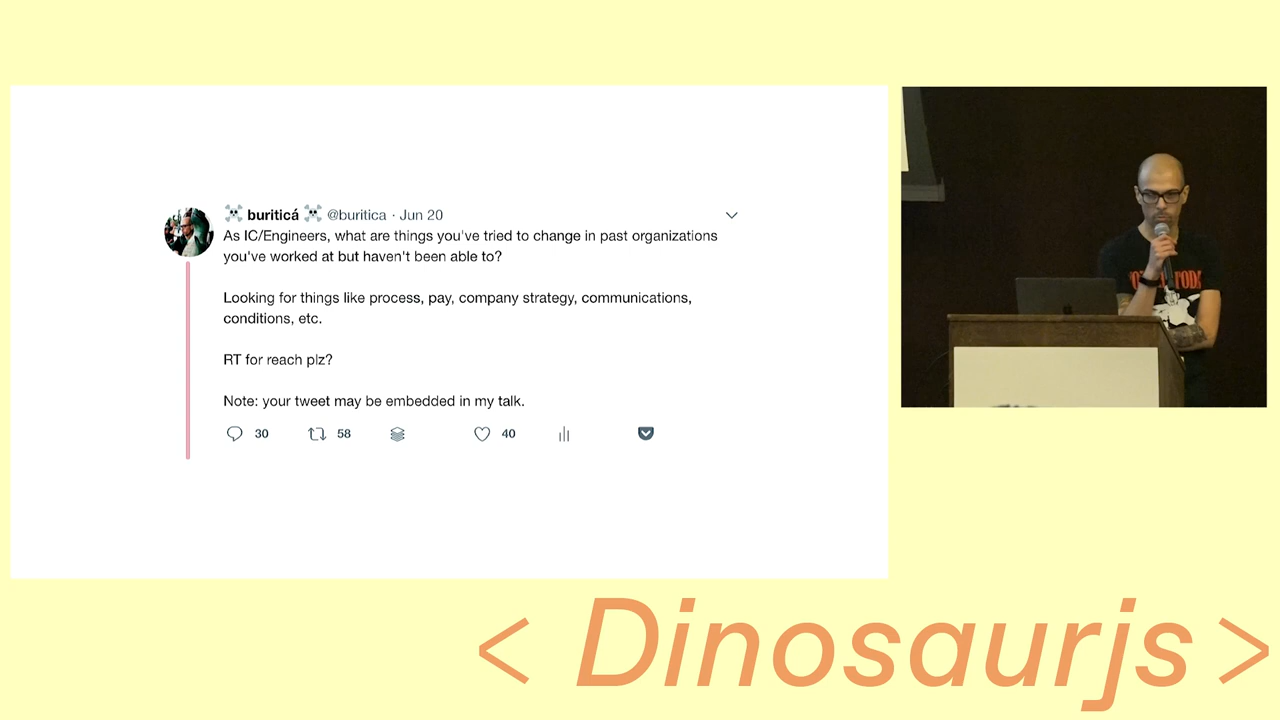 ☠️ buriticá ☠️ @buritica · Jun 20
As IC/Engineers, what are things you've tried to change in past organizations
you've worked at but haven't been able to?
Looking for things like process, pay, company strategy, communications,
conditions, etc.
RT for reach plz?
Note: your tweet may be embedded in my talk.
30 58 40
< Dinosaurjs >